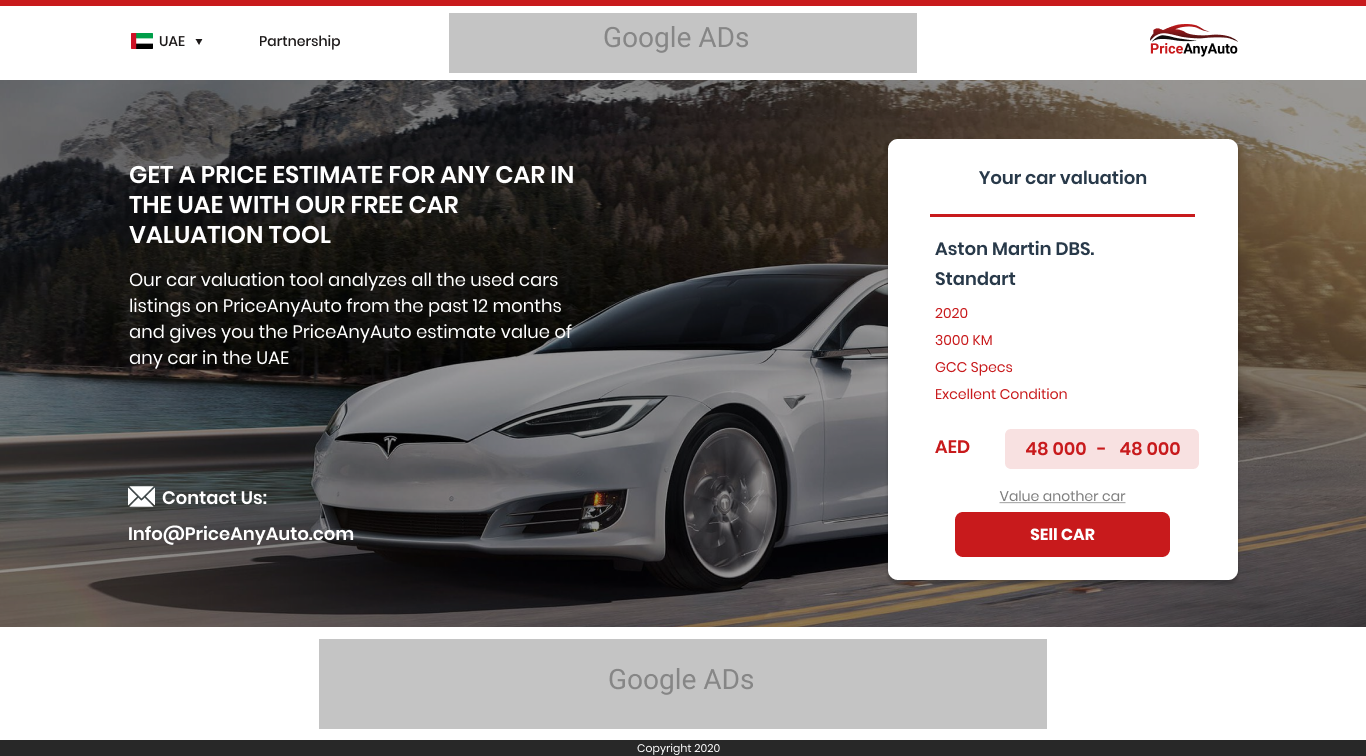 UAE ▼
Partnership
Google ADs
PriceAnyAuto
GET A PRICE ESTIMATE FOR ANY CAR IN
THE UAE WITH OUR FREE CAR
VALUATION TOOL
Our car valuation tool analyzes all the used cars
listings on PriceAnyAuto from the past 12 months
and gives you the PriceAnyAuto estimate value of
any car in the UAE
Contact Us:
Info@PriceAnyAuto.com
Your car valuation
Aston Martin DBS.
Standart
2020
3000 KM
GCC Specs
Excellent Condition
AED 48 000 - 48 000
Value another car
SEll CAR
Google ADs
Copyright 2020